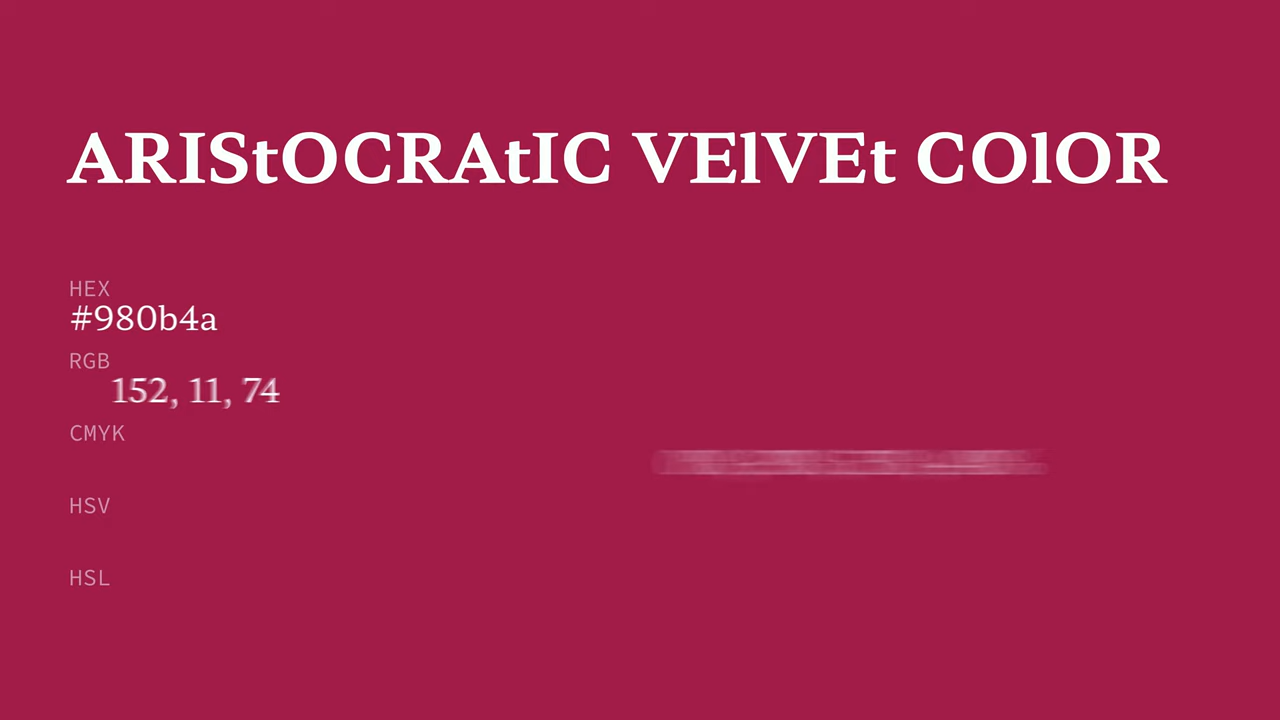 ARIStOCRAtIC VElVEt COlOR
HEX
#980b4a
RGB
152, 11, 74
CMYK
HSV
HSL